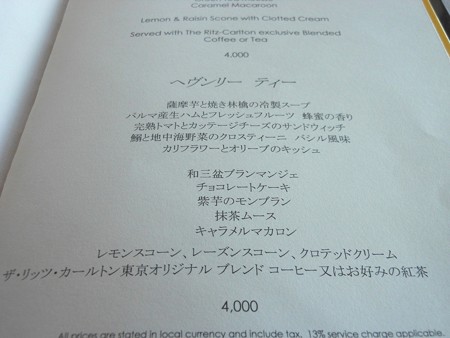 Caramel Macaroon
Lemon & Raisin Scone with Clotted Cream
Served with The Ritz-Carlton exclusive Blended
Coffee or Tea
4,000
ヘヴンリー ティー
薩摩芋と焼き林檎の冷製スープ
パルマ産生ハムとフレッシュフルーツ 蜂蜜の香り
完熟トマトとカッテージチーズのサンドウィッチ
鰯と地中海野菜のクロスティーニ バジル風味
カリフラワーとオリーブのキッシュ
和三盆ブランマンジェ
チョコレートケーキ
紫芋のモンブラン
抹茶ムース
キャラメルマカロン
レモンスコーン、レーズンスコーン、クロテッドクリーム
ザ・リッツ・カールトン東京オリジナル ブレンド コーヒー又はお好みの紅茶
4,000
All prices are stated in local currency and include tax. 13% service charge applicable.